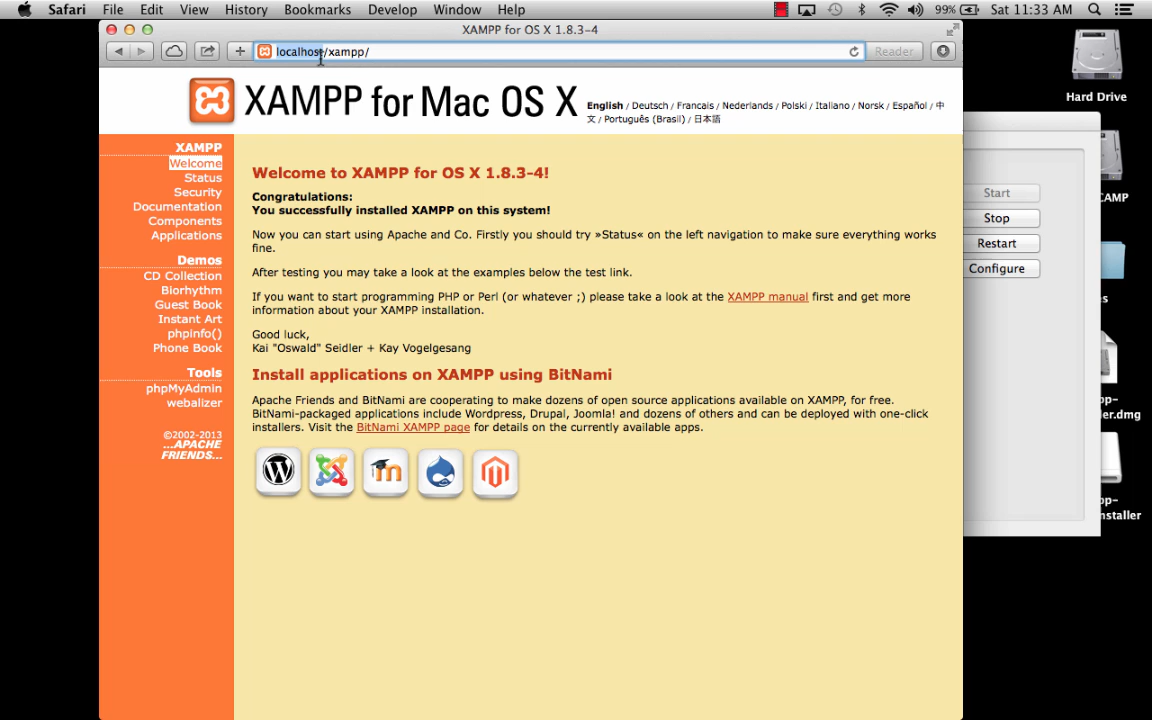 Safari File Edit View History Bookmarks Develop Window Help 99% Sat 11:33 AM
XAMPP for OS X 1.8.3-4
localhost/xampp/ Reader
Hard Drive
XAMPP for Mac OS X
English / Deutsch / Francais / Nederlands / Polski / Italiano / Norsk / Español / 中
文 / Português (Brasil) / 日本語
XAMPP
Welcome
Status
Security
Documentation
Components
Applications
Demos
CD Collection
Biorhythm
Guest Book
Instant Art
phpinfo()
Phone Book
Tools
phpMyAdmin
webalizer
©2002-2013
...APACHE
FRIENDS...
Welcome to XAMPP for OS X 1.8.3-4!
Congratulations:
You successfully installed XAMPP on this system!
Now you can start using Apache and Co. Firstly you should try »Status« on the left navigation to make sure everything works
fine.
After testing you may take a look at the examples below the test link.
If you want to start programming PHP or Perl (or whatever ;) please take a look at the XAMPP manual first and get more
information about your XAMPP installation.
Good luck,
Kai "Oswald" Seidler + Kay Vogelgesang
Install applications on XAMPP using BitNami
Apache Friends and BitNami are cooperating to make dozens of open source applications available on XAMPP, for free.
BitNami-packaged applications include Wordpress, Drupal, Joomla! and dozens of others and can be deployed with one-click
installers. Visit the BitNami XAMPP page for details on the currently available apps.
Start
Stop
Restart
Configure
CAMP
es
pp-
ler.dmg
pp-
nstaller